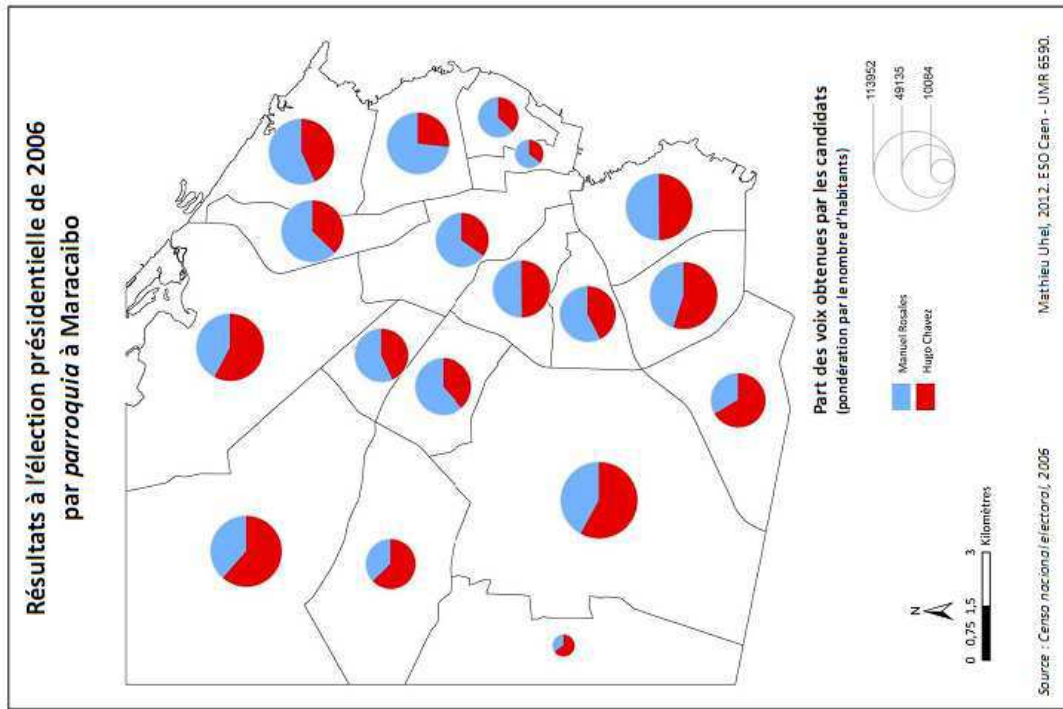 Résultats à l'élection présidentielle de 2006
par parroquia à Maracaibo
Part des voix obtenues par les candidats
(pondération par le nombre d'habitants)
Manuel Rosales
Hugo Chavez
113952
49135
10084
N
0 0,75 1,5 3
Kilomètres
Source : Censo nacional electoral, 2006
Mathieu Uhel, 2012. ESO Caen - UMR 6590.